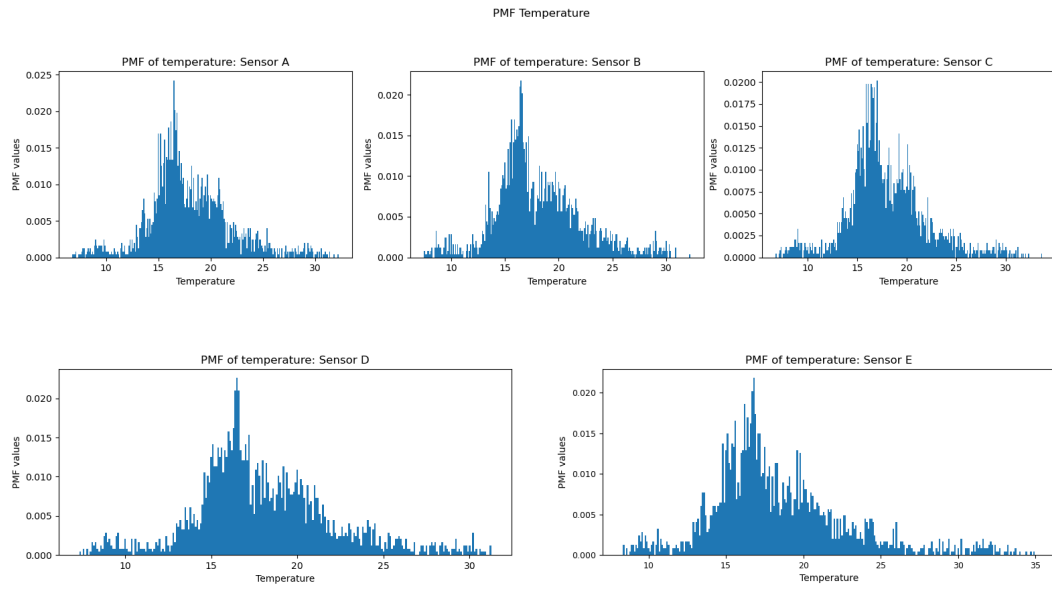 PMF Temperature
PMF of temperature: Sensor A
PMF values
0.025
0.020
0.015
0.010
0.005
0.000
10 15 20 25 30
Temperature
PMF of temperature: Sensor B
PMF values
0.020
0.015
0.010
0.005
0.000
10 15 20 25 30
Temperature
PMF of temperature: Sensor C
PMF values
0.0200
0.0175
0.0150
0.0125
0.0100
0.0075
0.0050
0.0025
0.0000
10 15 20 25 30
Temperature
PMF of temperature: Sensor D
PMF values
0.020
0.015
0.010
0.005
0.000
10 15 20 25 30
Temperature
PMF of temperature: Sensor E
PMF values
0.020
0.015
0.010
0.005
0.000
10 15 20 25 30 35
Temperature